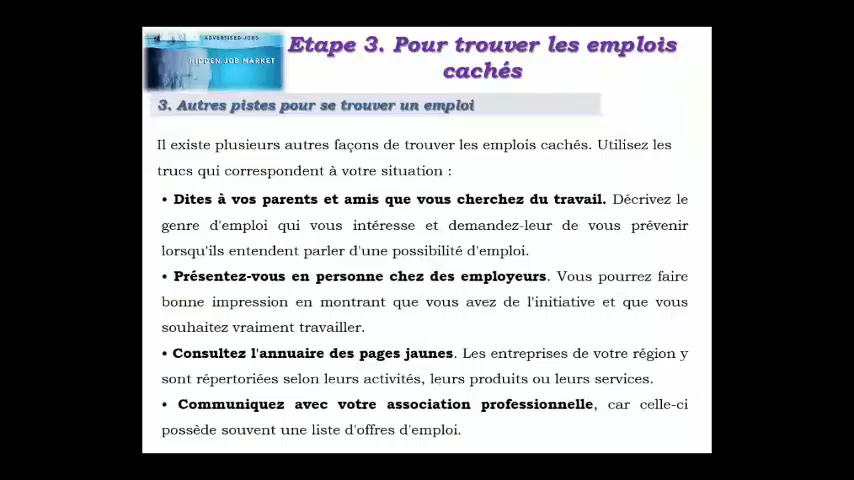 ADVERTISED JOBS
HIDDEN JOB MARKET
Etape 3. Pour trouver les emplois
cachés
3. Autres pistes pour se trouver un emploi
Il existe plusieurs autres façons de trouver les emplois cachés. Utilisez les
trucs qui correspondent à votre situation :
• Dites à vos parents et amis que vous cherchez du travail. Décrivez le
genre d'emploi qui vous intéresse et demandez-leur de vous prévenir
lorsqu'ils entendent parler d'une possibilité d'emploi.
• Présentez-vous en personne chez des employeurs. Vous pourrez faire
bonne impression en montrant que vous avez de l'initiative et que vous
souhaitez vraiment travailler.
• Consultez l'annuaire des pages jaunes. Les entreprises de votre région y
sont répertoriées selon leurs activités, leurs produits ou leurs services.
• Communiquez avec votre association professionnelle, car celle-ci
possède souvent une liste d'offres d'emploi.